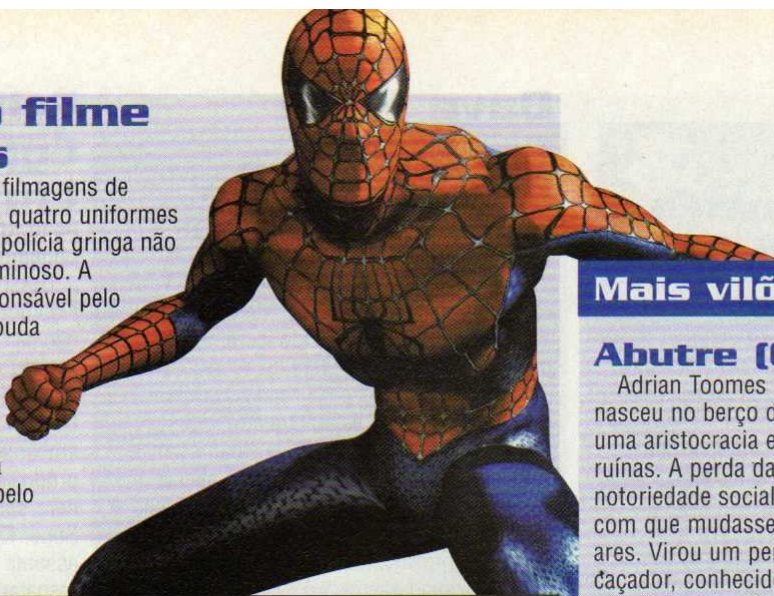 filme
filmagens de
quatro uniformes
polícia gringa não
minoso. A
onsável pelo
ouda
pelo
Mais vilõ
Abutre (
Adrian Toomes
nasceu no berço d
uma aristocracia e
ruínas. A perda da
notoriedade social
com que mudasse
ares. Virou um per
caçador, conhecid